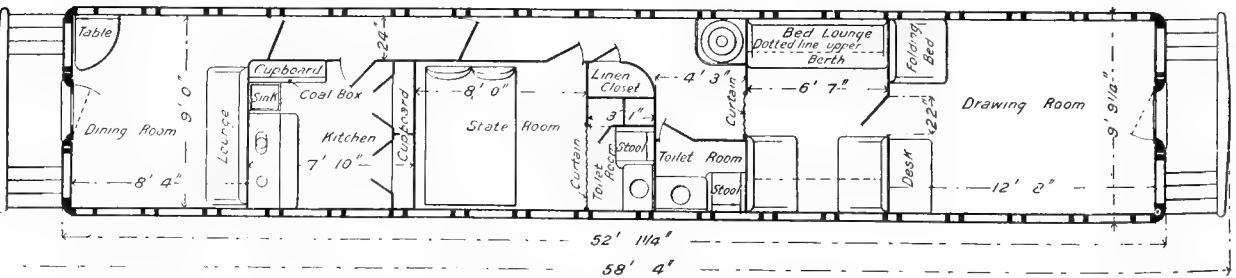 Table
Dining Room
9' 0"
8' 4"
Lounge
Cupboard
Sink
Coal Box
Kitchen
7' 10"
24"
Cupboard
8' 0"
State Room
Curtain
Linen
Closet
3' 1"
Toilet
Room
Stool
4' 3"
Curtain
Toilet Room
Stool
Bed Lounge
Dotted line upper
Berth
6' 7"
Folding
Bed
22"
Desk
Drawing Room
12' 2"
9' 9 1/4"
52' 1 1/4"
58' 4"